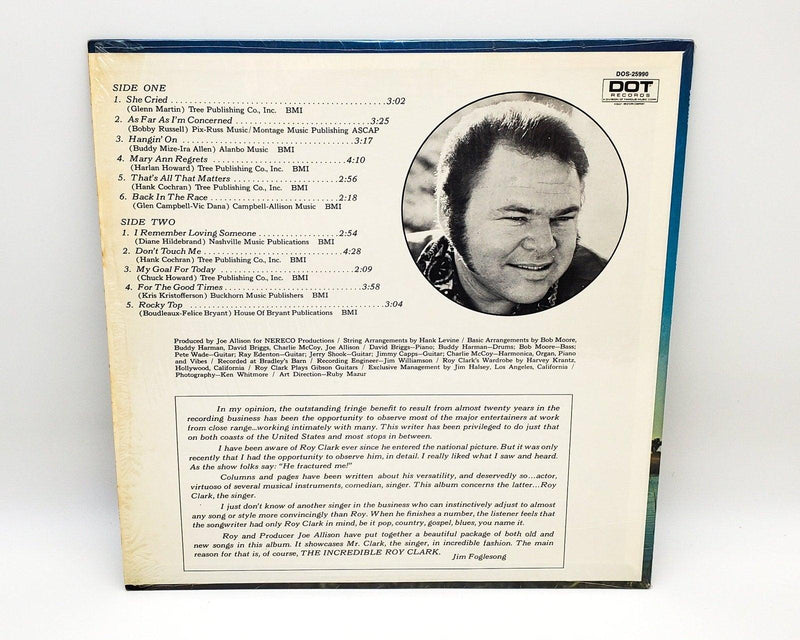 DOS-25990
DOT
RECORDS
SIDE ONE
1. She Cried ........................................................3:02
(Glenn Martin) Tree Publishing Co., Inc. BMI
2. As Far As I'm Concerned ...................................3:25
(Bobby Russell) Pix-Russ Music/Montage Music Publishing ASCAP
3. Hangin' On ................................................3:17
(Buddy Mize-Ira Allen) Alanbo Music BMI
4. Mary Ann Regrets .....................................4:10
(Harlan Howard) Tree Publishing Co., Inc. BMI
5. That's All That Matters ............................2:56
(Hank Cochran) Tree Publishing Co., Inc. BMI
6. Back In The Race ....................................2:18
(Glen Campbell-Vic Dana) Campbell-Allison Music BMI
SIDE TWO
1. I Remember Loving Someone .....................2:54
(Diane Hildebrand) Nashville Music Publications BMI
2. Don't Touch Me .....................................4:28
(Hank Cochran) Tree Publishing Co., Inc. BMI
3. My Goal For Today ..................................2:09
(Chuck Howard) Tree Publishing Co., Inc. BMI
4. For The Good Times ...................................3:58
(Kris Kristofferson) Buckhorn Music Publishers BMI
5. Rocky Top ................................................3:04
(Boudleaux-Felice Bryant) House Of Bryant Publications BMI
Produced by Joe Allison for NERECO Productions / String Arrangements by Hank Levine / Basic Arrangements by Bob Moore,
Buddy Harman, David Briggs, Charlie McCoy, Joe Allison / David Briggs—Piano; Buddy Harman—Drums; Bob Moore—Bass;
Pete Wade—Guitar; Ray Edenton—Guitar; Jerry Shook—Guitar; Jimmy Capps—Guitar; Charlie McCoy—Harmonica, Organ, Piano
and Vibes / Recorded at Bradley's Barn / Recording Engineer—Jim Williamson / Roy Clark's Wardrobe by Harvey Krantz,
Hollywood, California / Roy Clark Plays Gibson Guitars / Exclusive Management by Jim Halsey, Los Angeles, California /
Photography—Ken Whitmore / Art Direction—Ruby Mazur
In my opinion, the outstanding fringe benefit to result from almost twenty years in the
recording business has been the opportunity to observe most of the major entertainers at work
from close range...working intimately with many. This writer has been privileged to do just that
on both coasts of the United States and most stops in between.
I have been aware of Roy Clark ever since he entered the national picture. But it was only
recently that I had the opportunity to observe him, in detail. I really liked what I saw and heard.
As the show folks say: "He fractured me!"
Columns and pages have been written about his versatility, and deservedly so...actor,
virtuoso of several musical instruments, comedian, singer. This album concerns the latter...Roy
Clark, the singer.
I just don't know of another singer in the business who can instinctively adjust to almost
any song or style more convincingly than Roy. When he finishes a number, the listener feels that
the songwriter had only Roy Clark in mind, be it pop, country, gospel, blues, you name it.
Roy and Producer Joe Allison have put together a beautiful package of both old and
new songs in this album. It showcases Mr. Clark, the singer, in incredible fashion. The main
reason for that is, of course, THE INCREDIBLE ROY CLARK.
Jim Foglesong